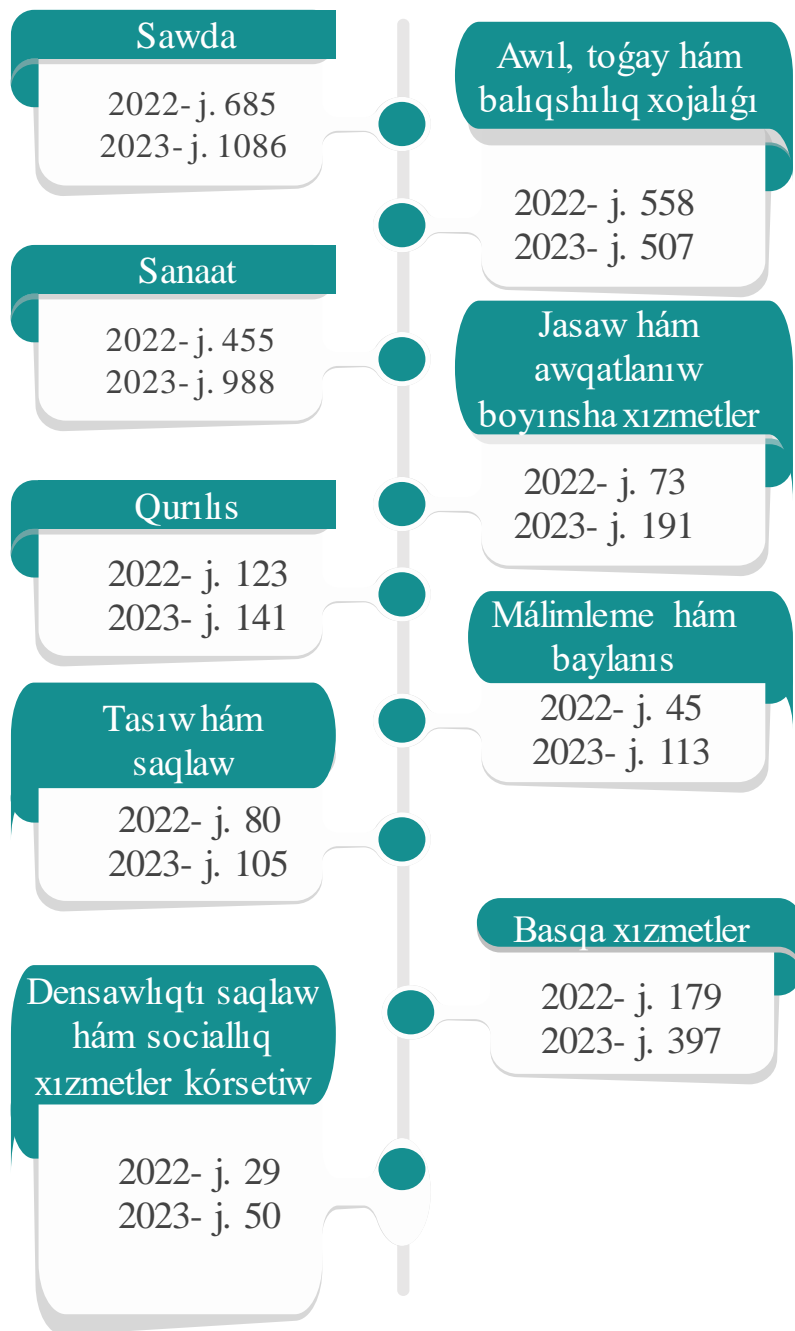 Sawda
2022- j. 685
2023- j. 1086
Awıl, toǵay hám
balıqshılıq xojalıǵı
2022- j. 558
2023- j. 507
Sanaat
2022- j. 455
2023- j. 988
Jasaw hám
awqatlanıw
boyınsha xızmetler
2022- j. 73
2023- j. 191
Qurılıs
2022- j. 123
2023- j. 141
Málimleme hám
baylanıs
2022- j. 45
2023- j. 113
Tasıw hám
saqlaw
2022- j. 80
2023- j. 105
Basqa xızmetler
2022- j. 179
2023- j. 397
Densawlıqtı saqlaw
hám sociallıq
xızmetler kórsetiw
2022- j. 29
2023- j. 50